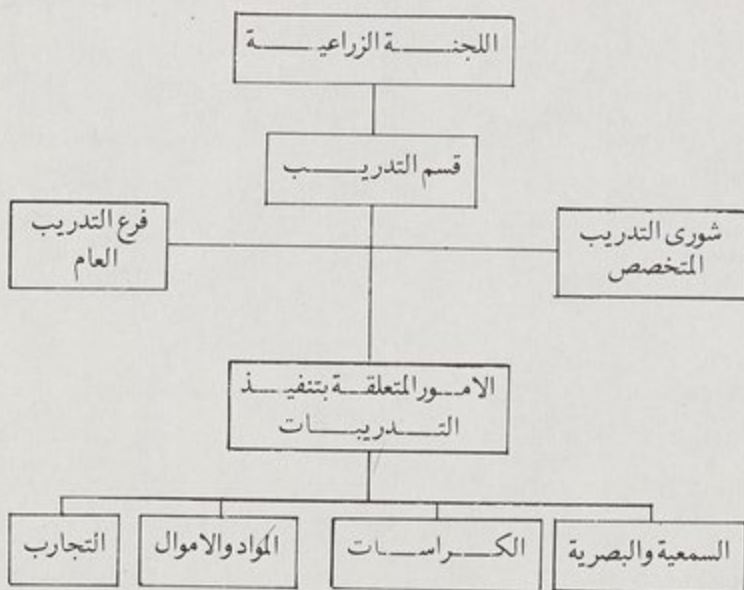 اللجنة الزراعية
قسم التدريب
شورى التدريب
المتخصص
فرع التدريب
العام
الامور المتعلقة بتنفيذ
التدريبات
السمعية والبصرية
الكراسات
المواد والاموال
التجارب